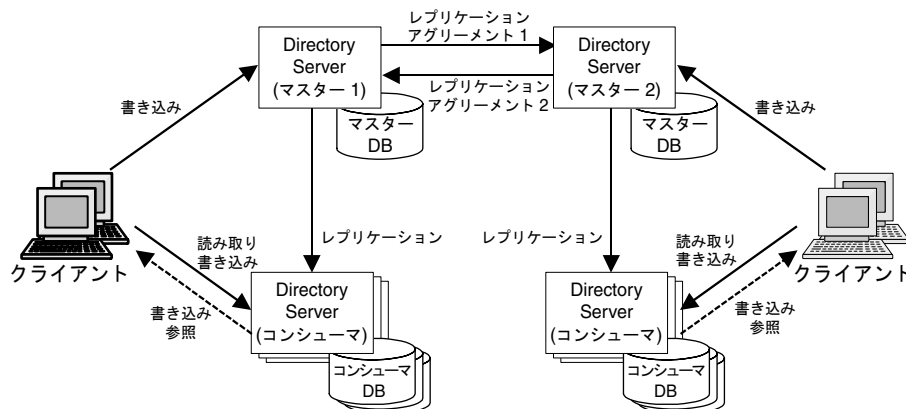 レプリケーション
アグリーメント 1
Directory
Server
(マスター 1)
Directory
Server
(マスター 2)
レプリケーション
アグリーメント 2
書き込み
書き込み
マスター
DB
マスター
DB
クライアント
読み取り
書き込み
レプリケーション
レプリケーション
読み取り
書き込み
クライアント
書き込み
参照
Directory
Server
(コンシューマ)
Directory
Server
(コンシューマ)
書き込み
参照
コンシューマ
DB
コンシューマ
DB